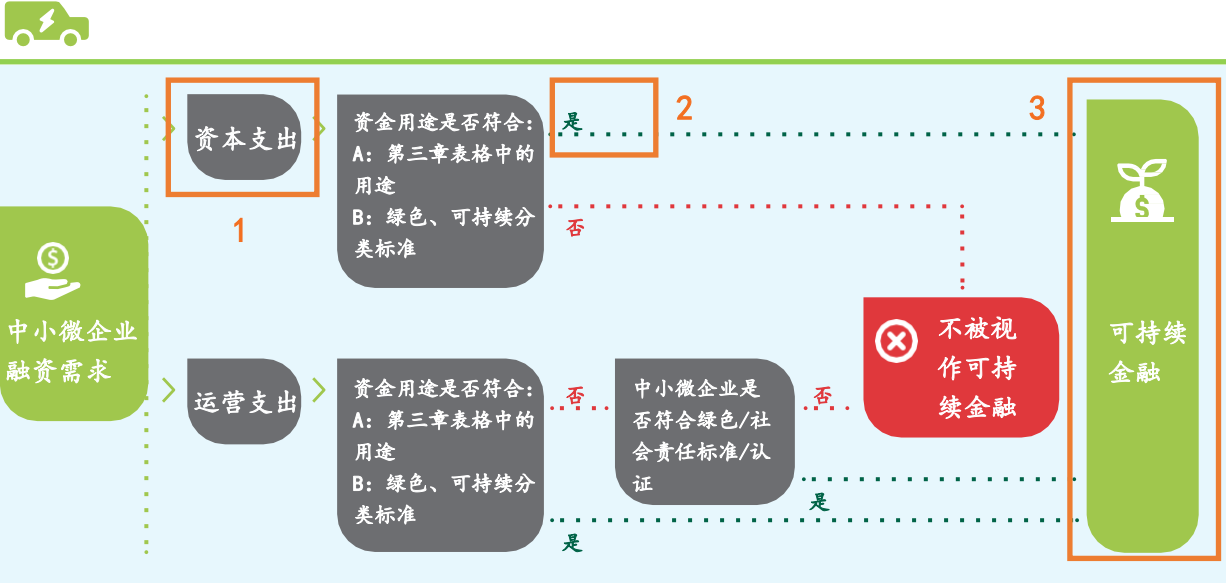 中小微企业
融资需求
资本支出
1
资金用途是否符合:
A: 第三章表格中的
用途
B: 绿色、可持续分
类标准
是
2
否
运营支出
资金用途是否符合:
A: 第三章表格中的
用途
B: 绿色、可持续分
类标准
否
是
中小微企业是
否符合绿色/社
会责任标准/认
证
否
是
不被视
作可持
续金融
3
可持续
金融
$
$